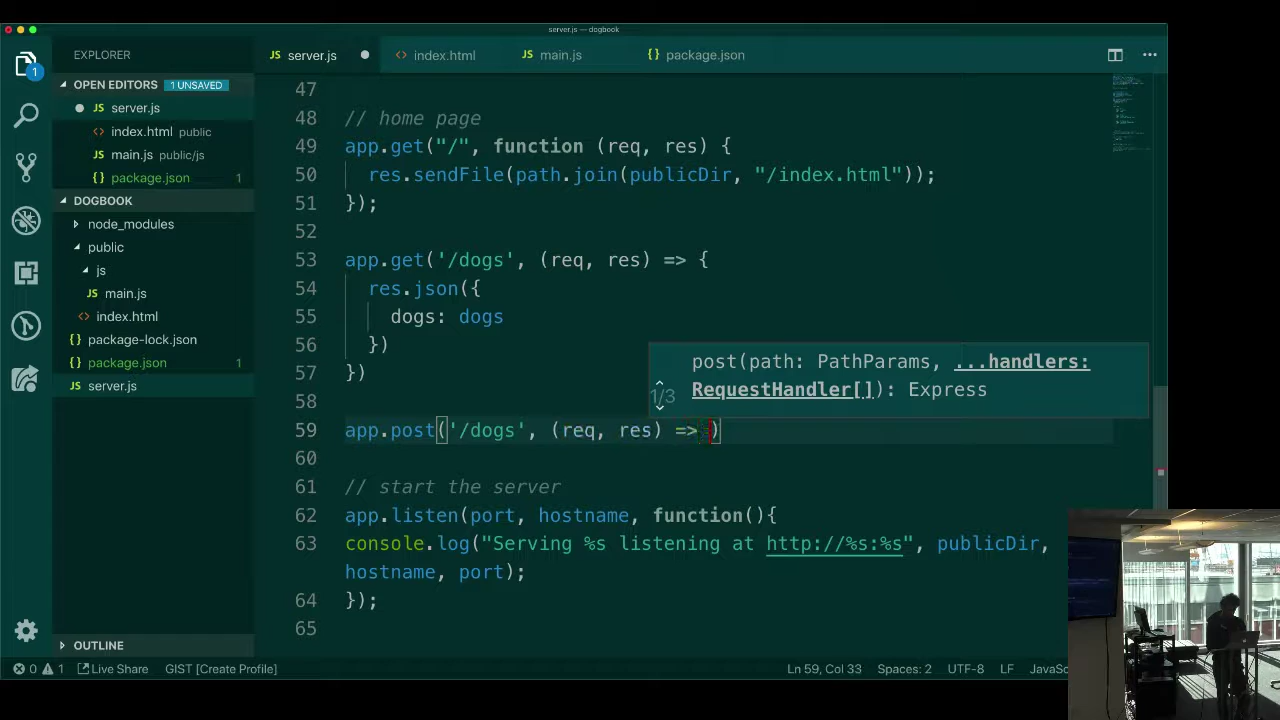 server.js — dogbook
EXPLORER
JS server.js
<> index.html
JS main.js
{} package.json
1
OPEN EDITORS 1 UNSAVED
JS server.js
<> index.html public
JS main.js public/js
{} package.json 1
DOGBOOK
node_modules
public
js
JS main.js
<> index.html
{} package-lock.json
{} package.json 1
JS server.js
OUTLINE
47
48 // home page
49 app.get("/", function (req, res) {
50 res.sendFile(path.join(publicDir, "/index.html"));
51 });
52
53 app.get('/dogs', (req, res) => {
54 res.json({
55 dogs: dogs
56 })
57 })
58
post(path: PathParams, ...handlers:
1/3 RequestHandler[]): Express
59 app.post('/dogs', (req, res) => )
60
61 // start the server
62 app.listen(port, hostname, function(){
63 console.log("Serving %s listening at http://%s:%s", publicDir,
hostname, port);
64 });
65
0 1 Live Share GIST [Create Profile] Ln 59, Col 33 Spaces: 2 UTF-8 LF